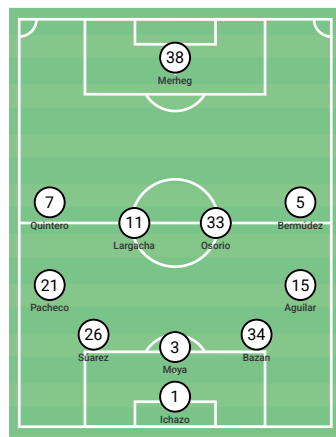 38
Merheg
7
Quintero
5
Bermúdez
11
Largacha
33
Osorio
21
Pacheco
15
Aguilar
26
Súarez
34
Bazan
3
Moya
1
Ichazo